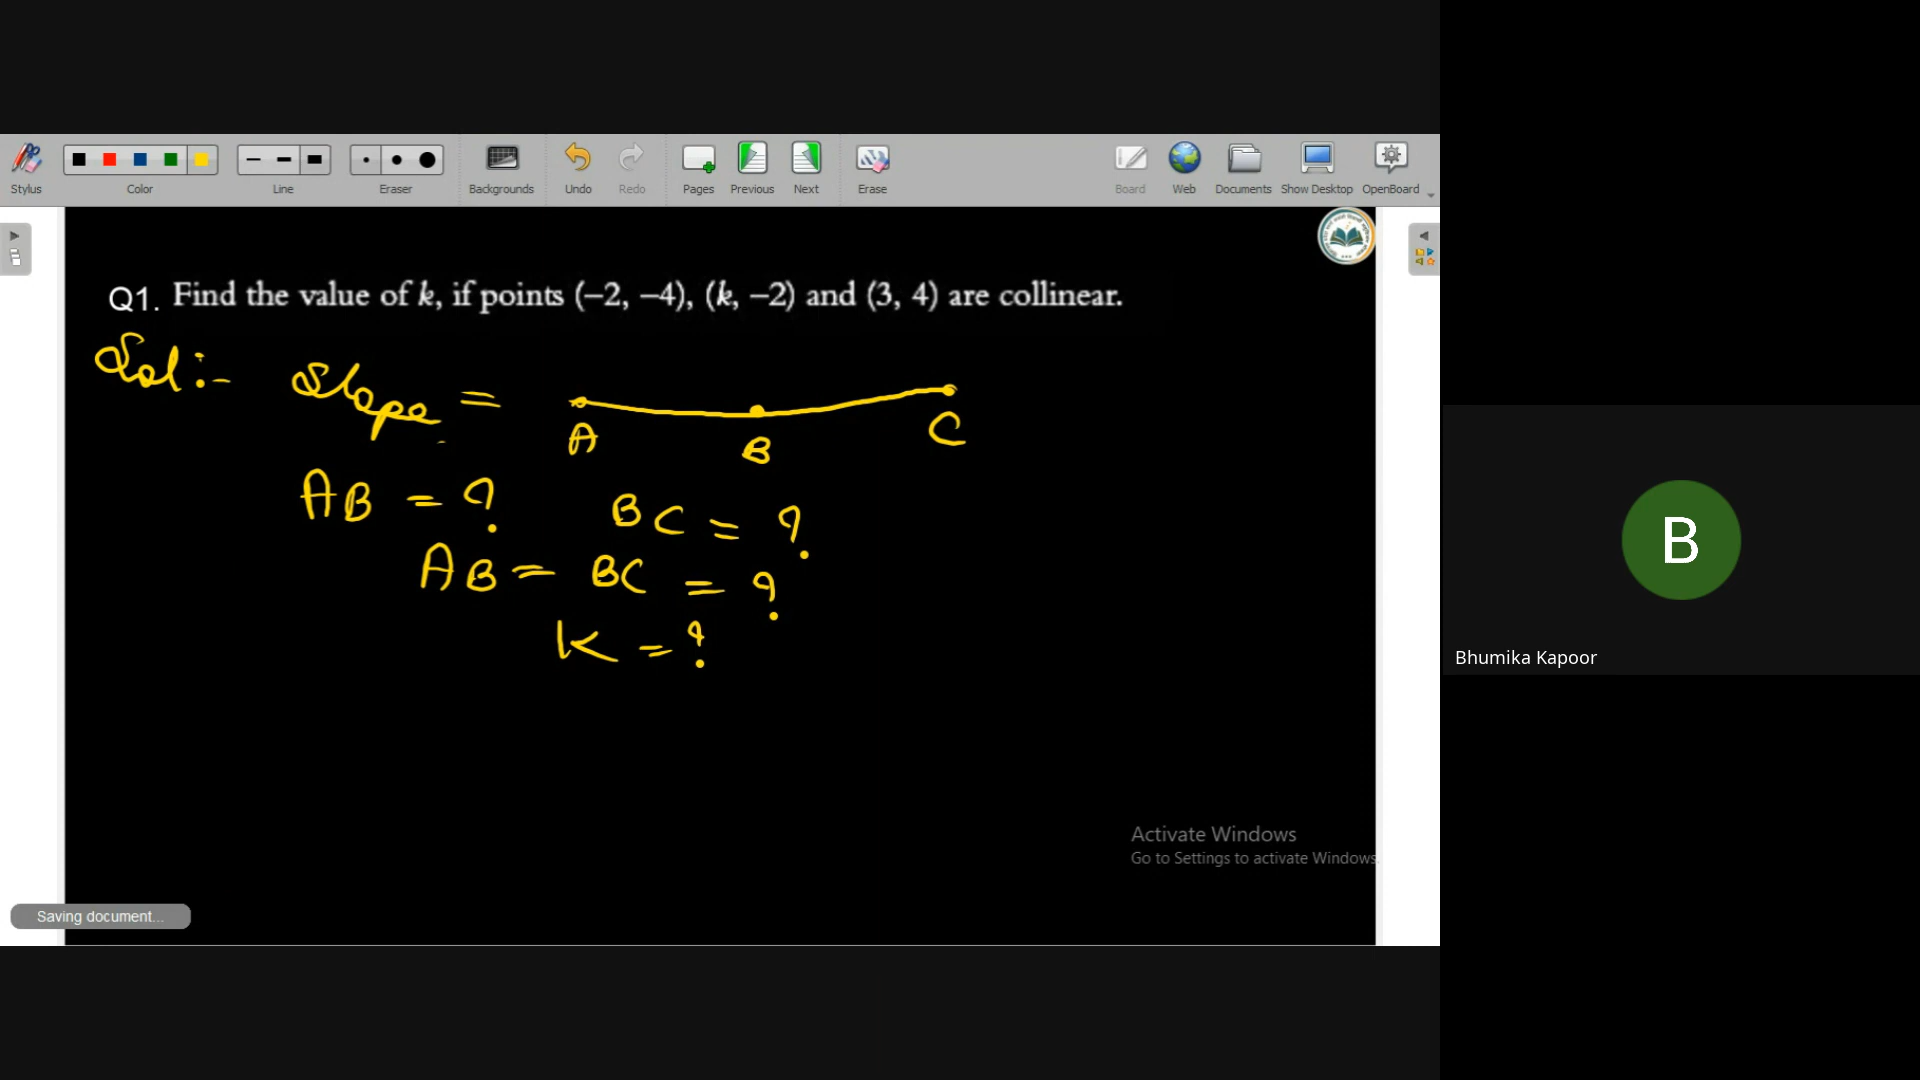 Stylus Color Line Eraser Backgrounds Undo Redo Pages Previous Next Erase Board Web Documents Show Desktop OpenBoard
Q1. Find the value of k, if points (−2, −4), (k, −2) and (3, 4) are collinear.
Sol :- Slope =
A B C
AB = ?
BC = ?
AB = BC = ?
K = ?
B
Bhumika Kapoor
Activate Windows
Go to Settings to activate Windows.
Saving document...